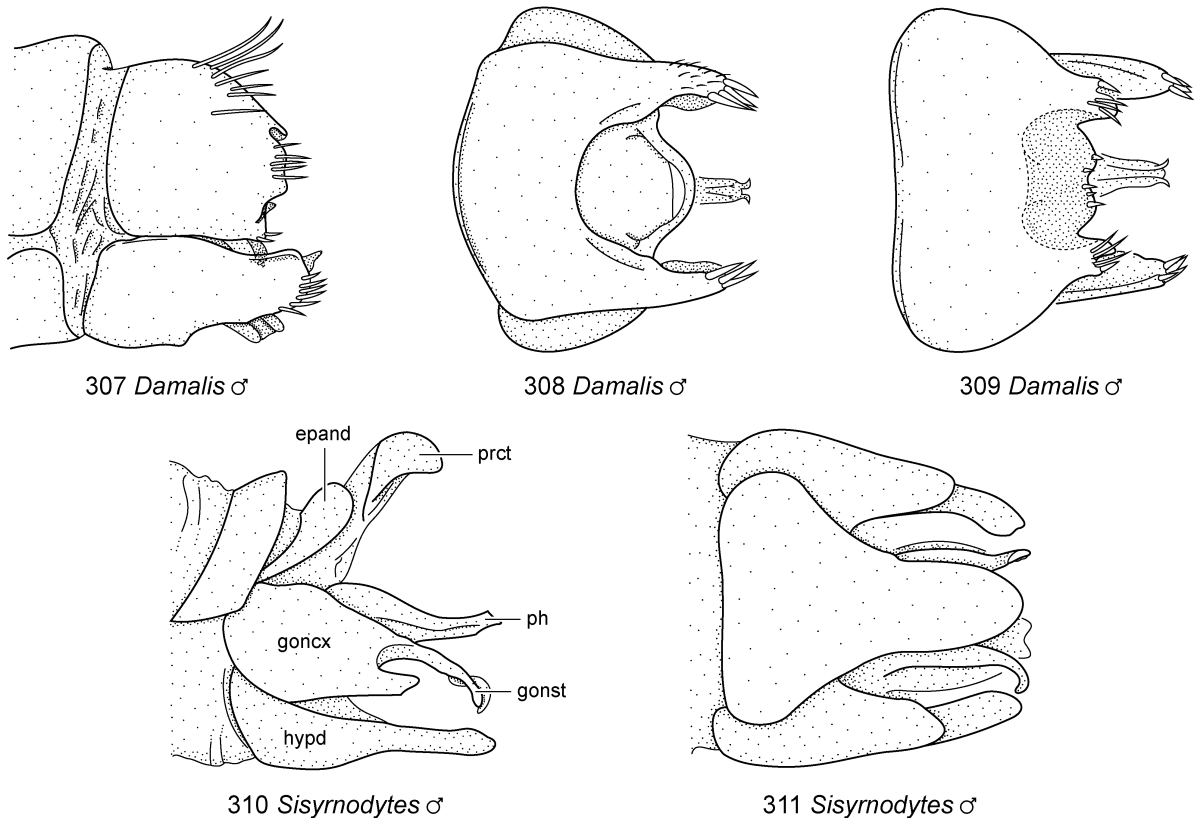 307 Damalis ♂
308 Damalis ♂
309 Damalis ♂
epand
prct
ph
goncx
gonst
hypd
310 Sisyrnodytes ♂
311 Sisyrnodytes ♂